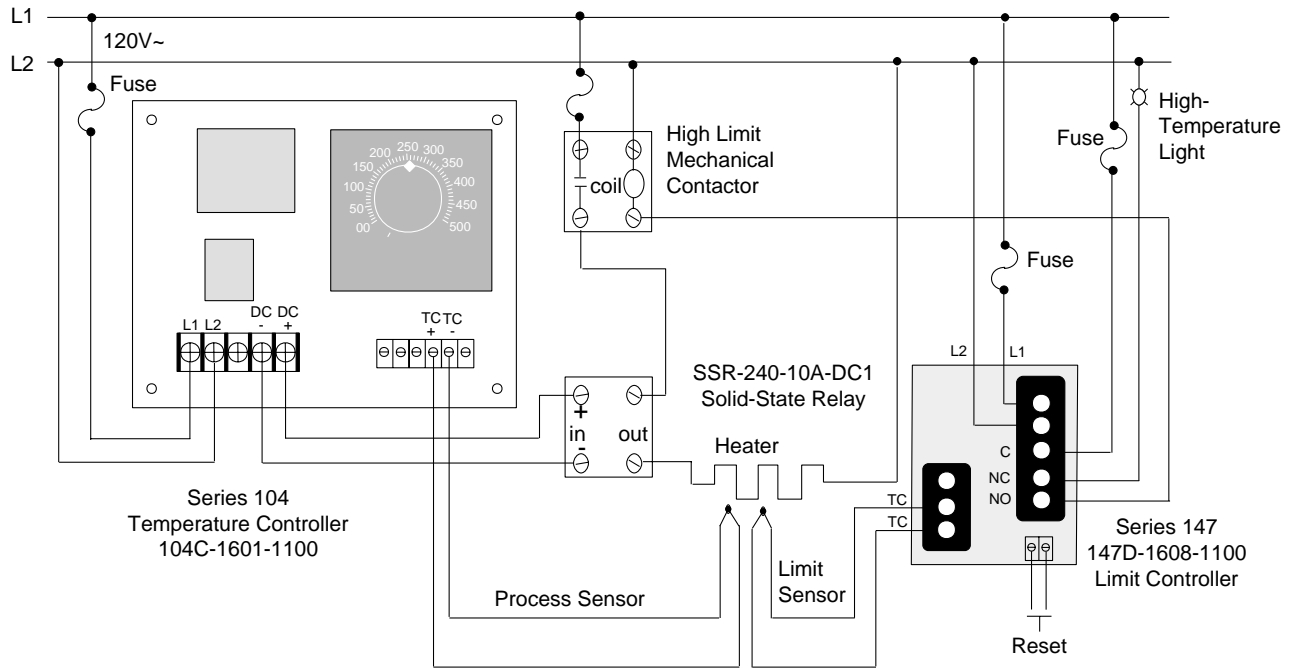 L1
120V~
L2
Fuse
High-
Temperature
Light
Fuse
High Limit
Mechanical
Contactor
coil
00
50
100
150
200
250
300
350
400
450
500
Fuse
L1 L2
DC
-
DC
+
TC
+
TC
-
L2
L1
SSR-240-10A-DC1
Solid-State Relay
+
in
-
out
Heater
C
NC
NO
TC
TC
Series 104
Temperature Controller
104C-1601-1100
Series 147
147D-1608-1100
Limit Controller
Limit
Sensor
Process Sensor
Reset